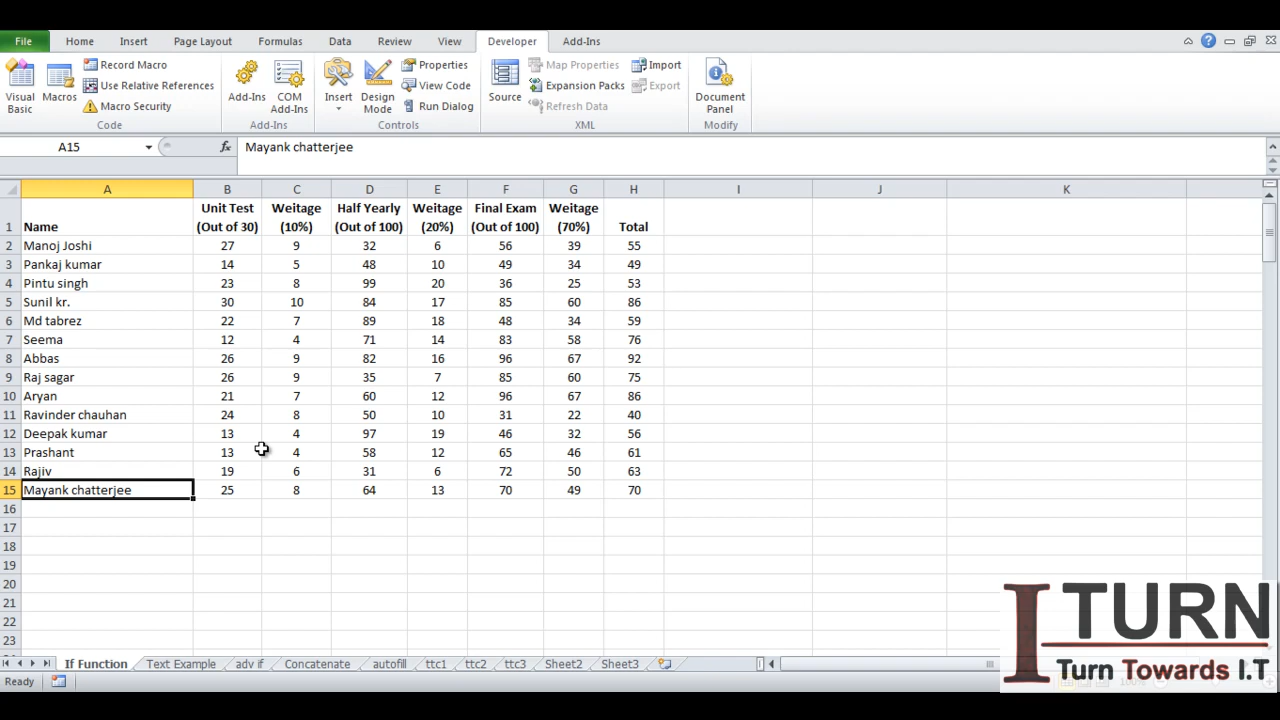 File Home Insert Page Layout Formulas Data Review View Developer Add-Ins
Visual Basic
Macros
Record Macro
Use Relative References
Macro Security
Code
Add-Ins
COM Add-Ins
Add-Ins
Insert
Design Mode
Properties
View Code
Run Dialog
Controls
Source
Map Properties
Expansion Packs
Refresh Data
Import
Export
XML
Document Panel
Modify
A15 fx Mayank chatterjee
A B C D E F G H I J K
Unit Test Weitage Half Yearly Weitage Final Exam Weitage
1 Name (Out of 30) (10%) (Out of 100) (20%) (Out of 100) (70%) Total
2 Manoj Joshi 27 9 32 6 56 39 55
3 Pankaj kumar 14 5 48 10 49 34 49
4 Pintu singh 23 8 99 20 36 25 53
5 Sunil kr. 30 10 84 17 85 60 86
6 Md tabrez 22 7 89 18 48 34 59
7 Seema 12 4 71 14 83 58 76
8 Abbas 26 9 82 16 96 67 92
9 Raj sagar 26 9 35 7 85 60 75
10 Aryan 21 7 60 12 96 67 86
11 Ravinder chauhan 24 8 50 10 31 22 40
12 Deepak kumar 13 4 97 19 46 32 56
13 Prashant 13 4 58 12 65 46 61
14 Rajiv 19 6 31 6 72 50 63
15 Mayank chatterjee 25 8 64 13 70 49 70
16
17
18
19
20
21
22
23
If Function Text Example adv if Concatenate autofill ttc1 ttc2 ttc3 Sheet2 Sheet3
Ready
I TURN
Turn Towards I.T